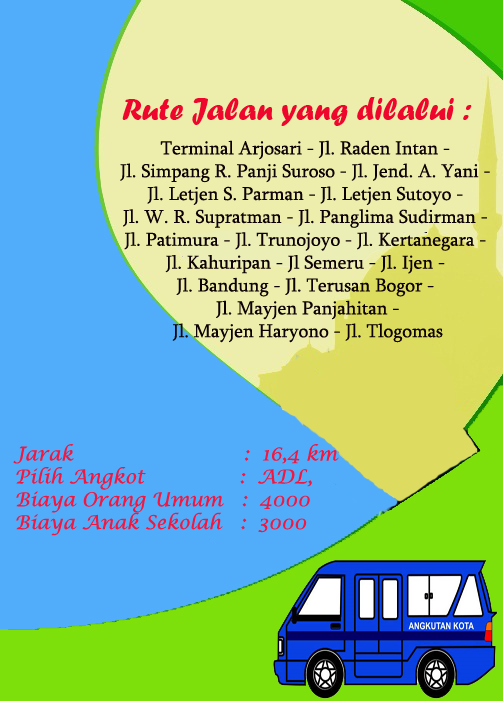 Rute Jalan yang dilalui :
Terminal Arjosari - Jl. Raden Intan -
Jl. Simpang R. Panji Suroso - Jl. Jend. A. Yani -
Jl. Letjen S. Parman - Jl. Letjen Sutoyo -
Jl. W. R. Supratman - Jl. Panglima Sudirman -
Jl. Patimura - Jl. Trunojoyo - Jl. Kertanegara -
Jl. Kahuripan - Jl Semeru - Jl. Ijen -
Jl. Bandung - Jl. Terusan Bogor -
Jl. Mayjen Panjahitan -
Jl. Mayjen Haryono - Jl. Tlogomas
Jarak : 16,4 km
Pilih Angkot : ADL,
Biaya Orang Umum : 4000
Biaya Anak Sekolah : 3000
ANGKUTAN KOTA